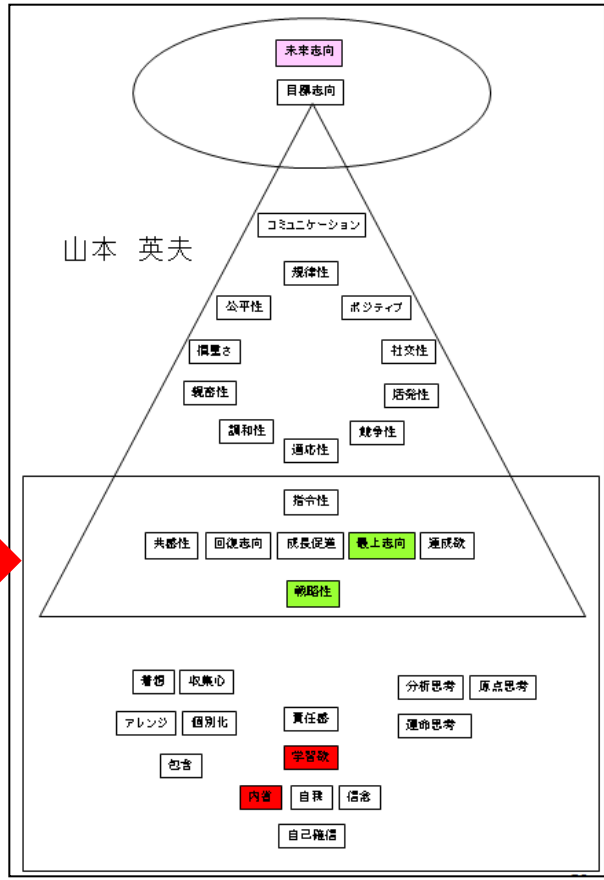 未来志向
目標志向
コミュニケーション
山本 英夫
規律性
公平性 ポジティブ
慎重さ 社交性
親密性 活発性
調和性 競争性
適応性
指令性
共感性 回復志向 成長促進 最上志向 達成欲
戦略性
着想 収集心 分析思考 原点思考
アレンジ 個別化 責任感 運命思考
包含 学習欲
内省 自我 信念
自己確信